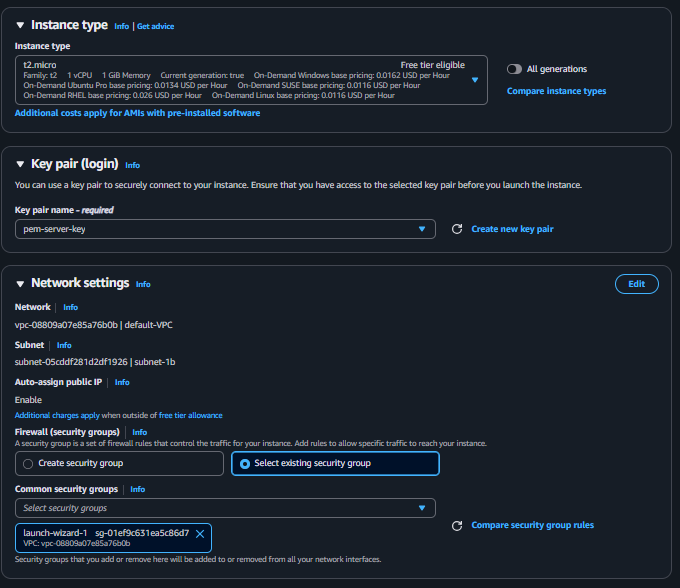 Instance type Info | Get advice
Instance type
t2.micro Free tier eligible
Family: t2 1 vCPU 1 GiB Memory Current generation: true On-Demand Windows base pricing: 0.0162 USD per Hour
On-Demand Ubuntu Pro base pricing: 0.0134 USD per Hour On-Demand SUSE base pricing: 0.0116 USD per Hour
On-Demand RHEL base pricing: 0.026 USD per Hour On-Demand Linux base pricing: 0.0116 USD per Hour
All generations
Compare instance types
Additional costs apply for AMIs with pre-installed software
Key pair (login) Info
You can use a key pair to securely connect to your instance. Ensure that you have access to the selected key pair before you launch the instance.
Key pair name - required
pem-server-key
Create new key pair
Network settings Info
Edit
Network Info
vpc-08809a07e85a76b0b | default-VPC
Subnet Info
subnet-05cddf281d2df1926 | subnet-1b
Auto-assign public IP Info
Enable
Additional charges apply when outside of free tier allowance
Firewall (security groups) Info
A security group is a set of firewall rules that control the traffic for your instance. Add rules to allow specific traffic to reach your instance.
Create security group
Select existing security group
Common security groups Info
Select security groups
launch-wizard-1 sg-01ef9c631ea5c86d7
VPC: vpc-08809a07e85a76b0b
Compare security group rules
Security groups that you add or remove here will be added to or removed from all your network interfaces.